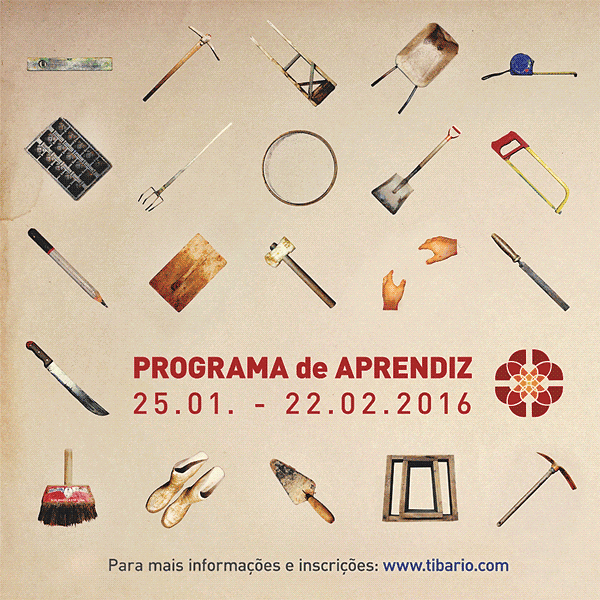 PROGRAMA de APRENDIZ
25.01. - 22.02.2016
Para mais informações e inscrições: www.tibario.com